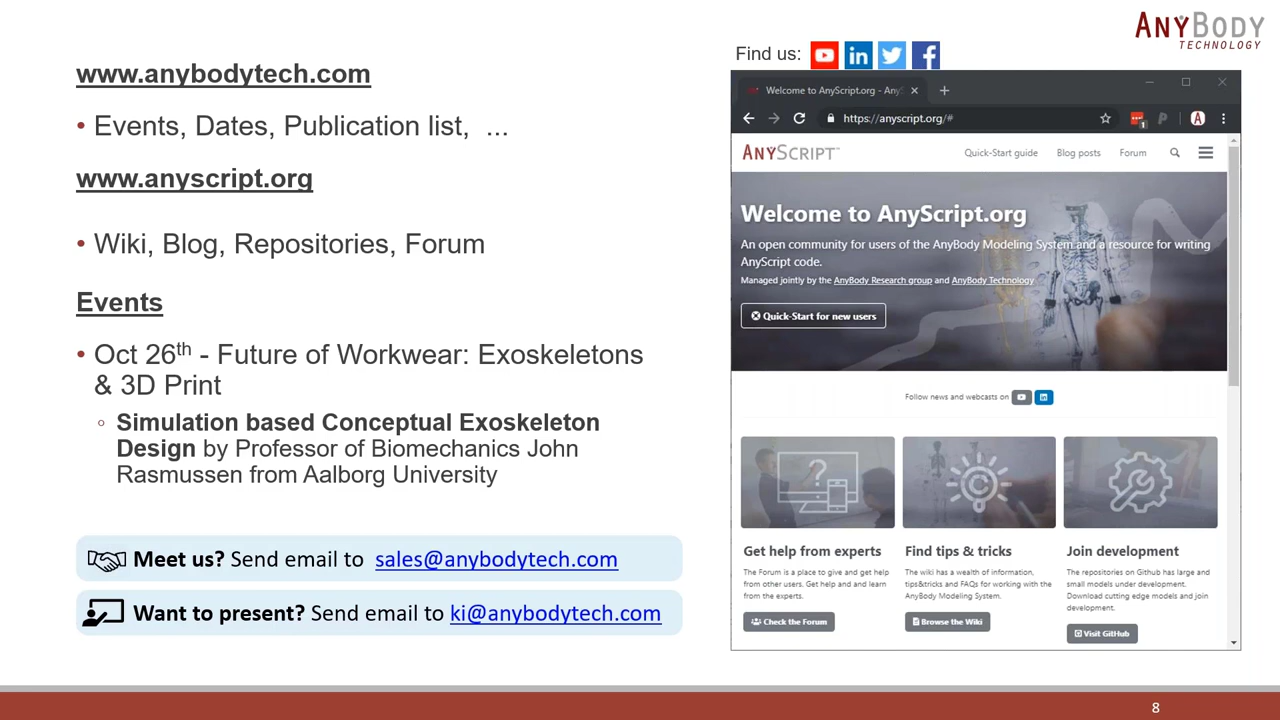 ANYBODY
TECHNOLOGY
www.anybodytech.com
• Events, Dates, Publication list, ...
www.anyscript.org
• Wiki, Blog, Repositories, Forum
Events
• Oct 26th - Future of Workwear: Exoskeletons
& 3D Print
◦ Simulation based Conceptual Exoskeleton
Design by Professor of Biomechanics John
Rasmussen from Aalborg University
Meet us? Send email to sales@anybodytech.com
Want to present? Send email to ki@anybodytech.com
Find us:
Welcome to AnyScript.org - Any
https://anyscript.org/#
1
A
ANYSCRIPT™
Quick-Start guide Blog posts Forum
Welcome to AnyScript.org
An open community for users of the AnyBody Modeling System and a resource for writing
AnyScript code.
Managed jointly by the AnyBody Research group and AnyBody Technology
Quick-Start for new users
Follow news and webcasts on
Get help from experts
The Forum is a place to give and get help
from other users. Get help and and learn
from the experts.
Check the Forum
Find tips & tricks
The wiki has a wealth of information,
tips&tricks and FAQs for working with the
AnyBody Modeling System.
Browse the Wiki
Join development
The repositories on Github has large and
small models under development.
Download cutting edge models and join
development.
Visit GitHub
8